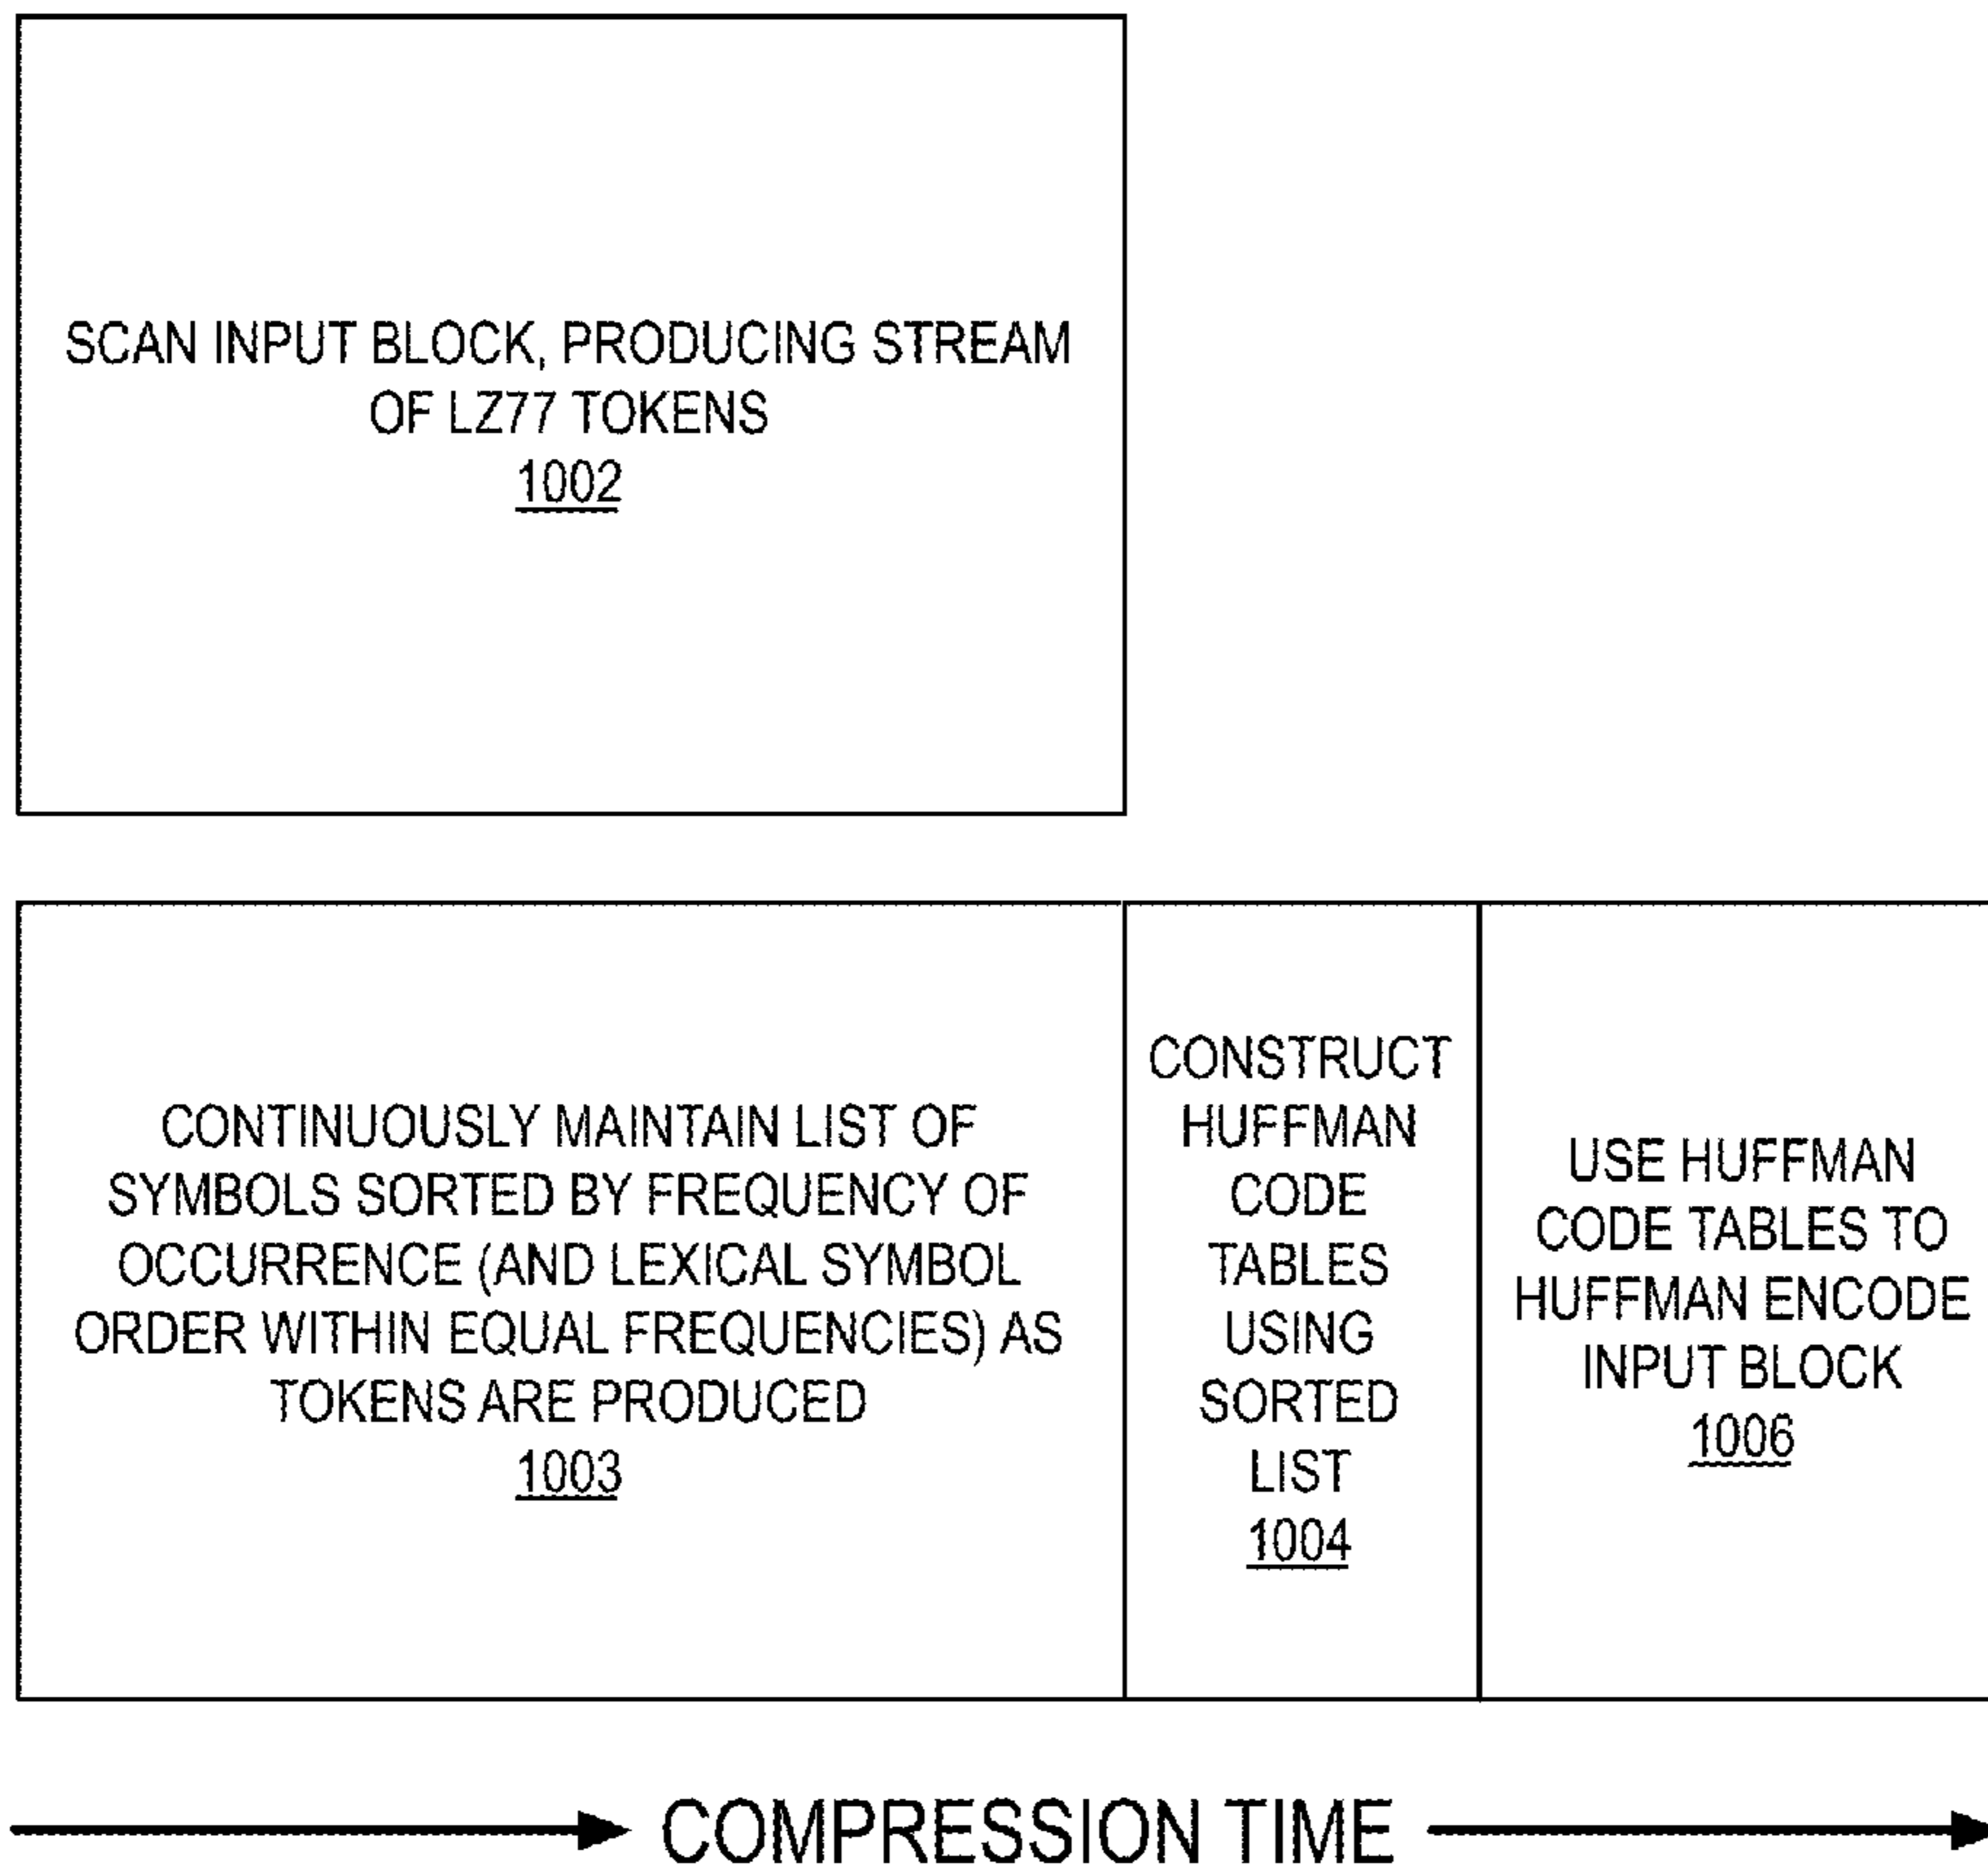 SCAN INPUT BLOCK, PRODUCING STREAM
OF LZ77 TOKENS
1002
CONTINUOUSLY MAINTAIN LIST OF
SYMBOLS SORTED BY FREQUENCY OF
OCCURRENCE (AND LEXICAL SYMBOL
ORDER WITHIN EQUAL FREQUENCIES) AS
TOKENS ARE PRODUCED
1003
CONSTRUCT
HUFFMAN
CODE
TABLES
USING
SORTED
LIST
1004
USE HUFFMAN
CODE TABLES TO
HUFFMAN ENCODE
INPUT BLOCK
1006
COMPRESSION TIME